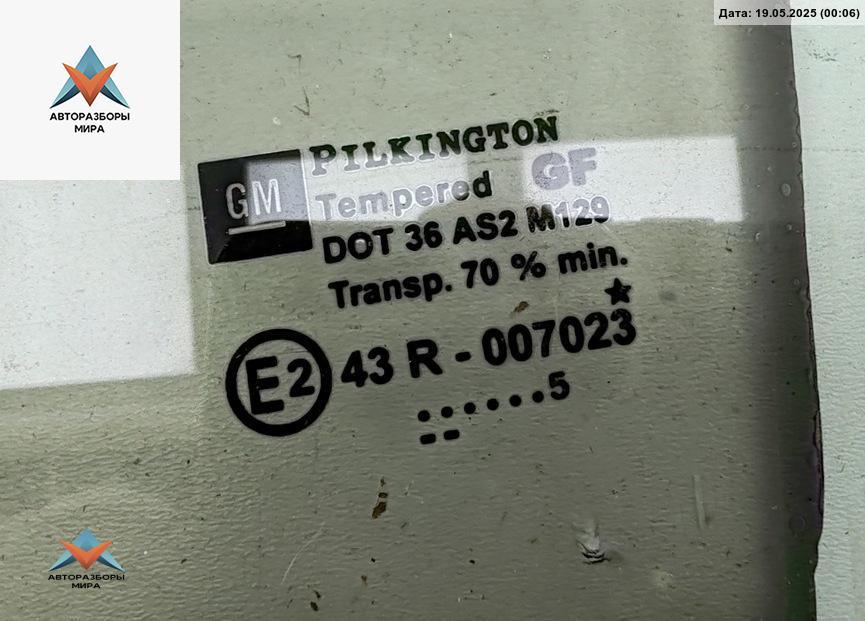 Дата: 19.05.2025 (00:06)
АВТОРАЗБОРЫ
МИРА
GM
PILKINGTON
Tempered GF
DOT 36 AS2 M129
Transp. 70 % min.
★
E2 43 R - 007023
. . . . . . 5
АВТОРАЗБОРЫ
МИРА